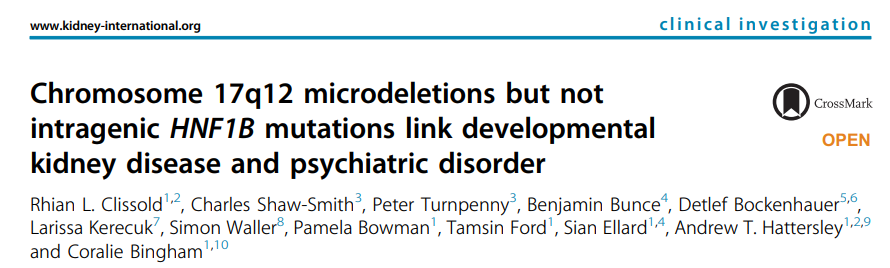 www.kidney-international.org
clinical investigation
Chromosome 17q12 microdeletions but not
intragenic HNF1B mutations link developmental
kidney disease and psychiatric disorder
CrossMark
OPEN
Rhian L. Clissold1,2, Charles Shaw-Smith3, Peter Turnpenny3, Benjamin Bunce4, Detlef Bockenhauer5,6,
Larissa Kerecuk7, Simon Waller8, Pamela Bowman1, Tamsin Ford1, Sian Ellard1,4, Andrew T. Hattersley1,2,9
and Coralie Bingham1,10